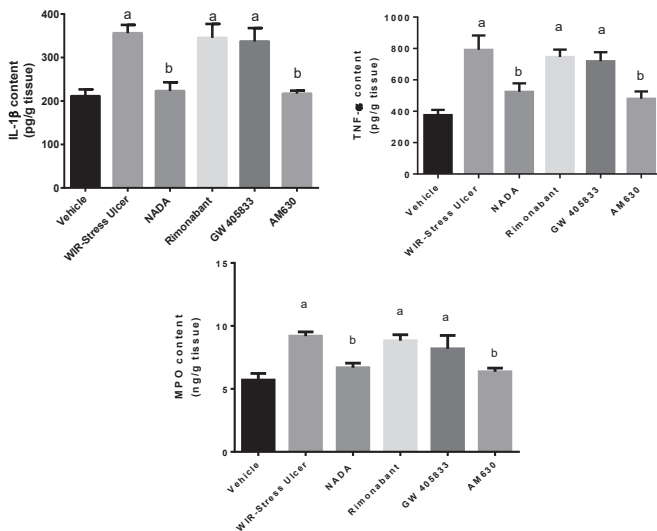 IL-1β content
(pg/g tissue)
400
300
200
100
0
a
b
a
a
b
Vehicle
WIR-Stress Ulcer
NADA
Rimonabant
GW 405833
AM630
TNF-α content
(pg/g tissue)
1000
800
600
400
200
0
a
b
a
a
b
Vehicle
WIR-Stress Ulcer
NADA
Rimonabant
GW 405833
AM630
MPO content
(ng/g tissue)
15
10
5
0
a
b
a
a
b
Vehicle
WIR-Stress Ulcer
NADA
Rimonabant
GW 405833
AM630